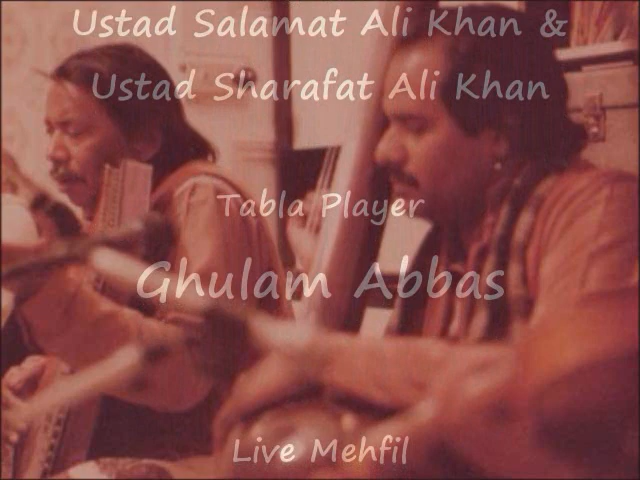 Ustad Salamat Ali Khan &
Ustad Sharafat Ali Khan
Tabla Player
Ghulam Abbas
Live Mehfil